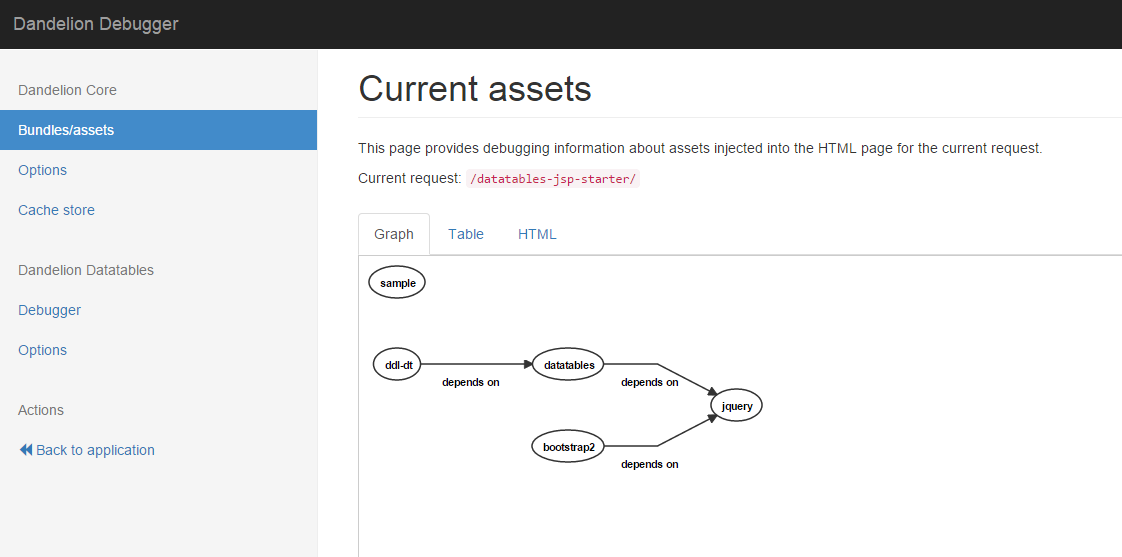 Dandelion Debugger
Dandelion Core
Bundles/assets
Options
Cache store
Dandelion Datatables
Debugger
Options
Actions
Back to application
Current assets
This page provides debugging information about assets injected into the HTML page for the current request.
Current request: /datatables-jsp-starter/
Graph Table HTML
sample
ddl-dt
depends on
datatables
depends on
jquery
bootstrap2
depends on